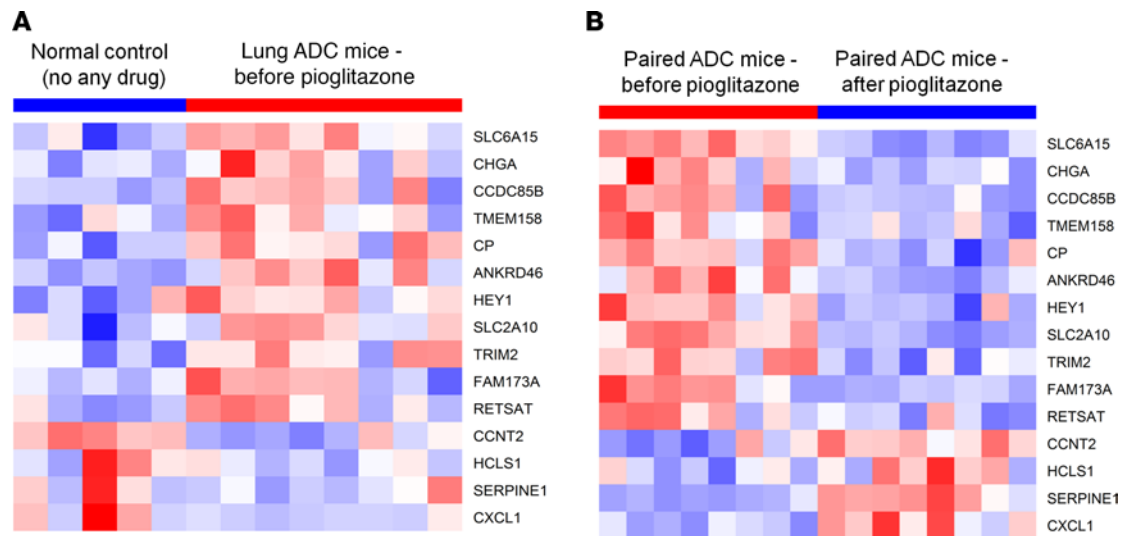 A
Normal control
(no any drug)
Lung ADC mice -
before pioglitazone
SLC6A15
CHGA
CCDC85B
TMEM158
CP
ANKRD46
HEY1
SLC2A10
TRIM2
FAM173A
RETSAT
CCNT2
HCLS1
SERPINE1
CXCL1
B
Paired ADC mice -
before pioglitazone
Paired ADC mice -
after pioglitazone
SLC6A15
CHGA
CCDC85B
TMEM158
CP
ANKRD46
HEY1
SLC2A10
TRIM2
FAM173A
RETSAT
CCNT2
HCLS1
SERPINE1
CXCL1